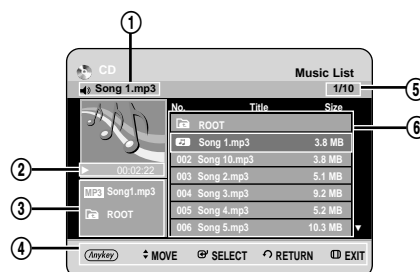 ①
CD
Music List
Song 1.mp3
1/10
⑤
No. Title Size
ROOT
⑥
Song 1.mp3 3.8 MB
002 Song 10.mp3 3.8 MB
003 Song 2.mp3 5.1 MB
004 Song 3.mp3 9.2 MB
005 Song 4.mp3 5.2 MB
006 Song 5.mp3 10.3 MB
②
00:02:22
③
MP3 Song1.mp3
ROOT
④
Anykey MOVE SELECT RETURN EXIT